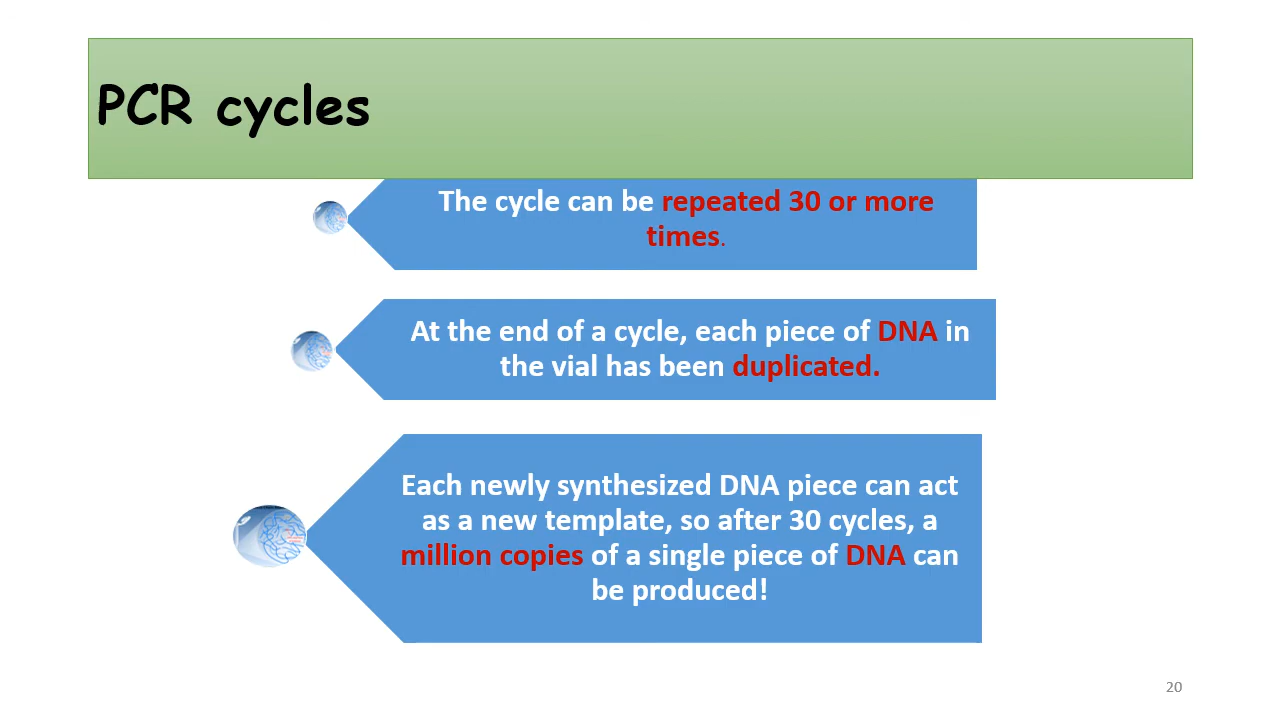 PCR cycles
The cycle can be repeated 30 or more
times.
At the end of a cycle, each piece of DNA in
the vial has been duplicated.
Each newly synthesized DNA piece can act
as a new template, so after 30 cycles, a
million copies of a single piece of DNA can
be produced!
20